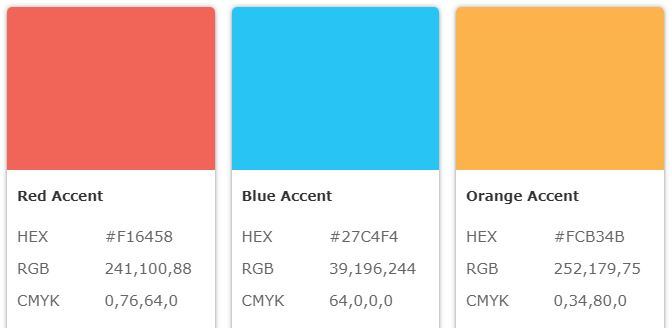 Red Accent
HEX #F16458
RGB 241,100,88
CMYK 0,76,64,0
Blue Accent
HEX #27C4F4
RGB 39,196,244
CMYK 64,0,0,0
Orange Accent
HEX #FCB34B
RGB 252,179,75
CMYK 0,34,80,0